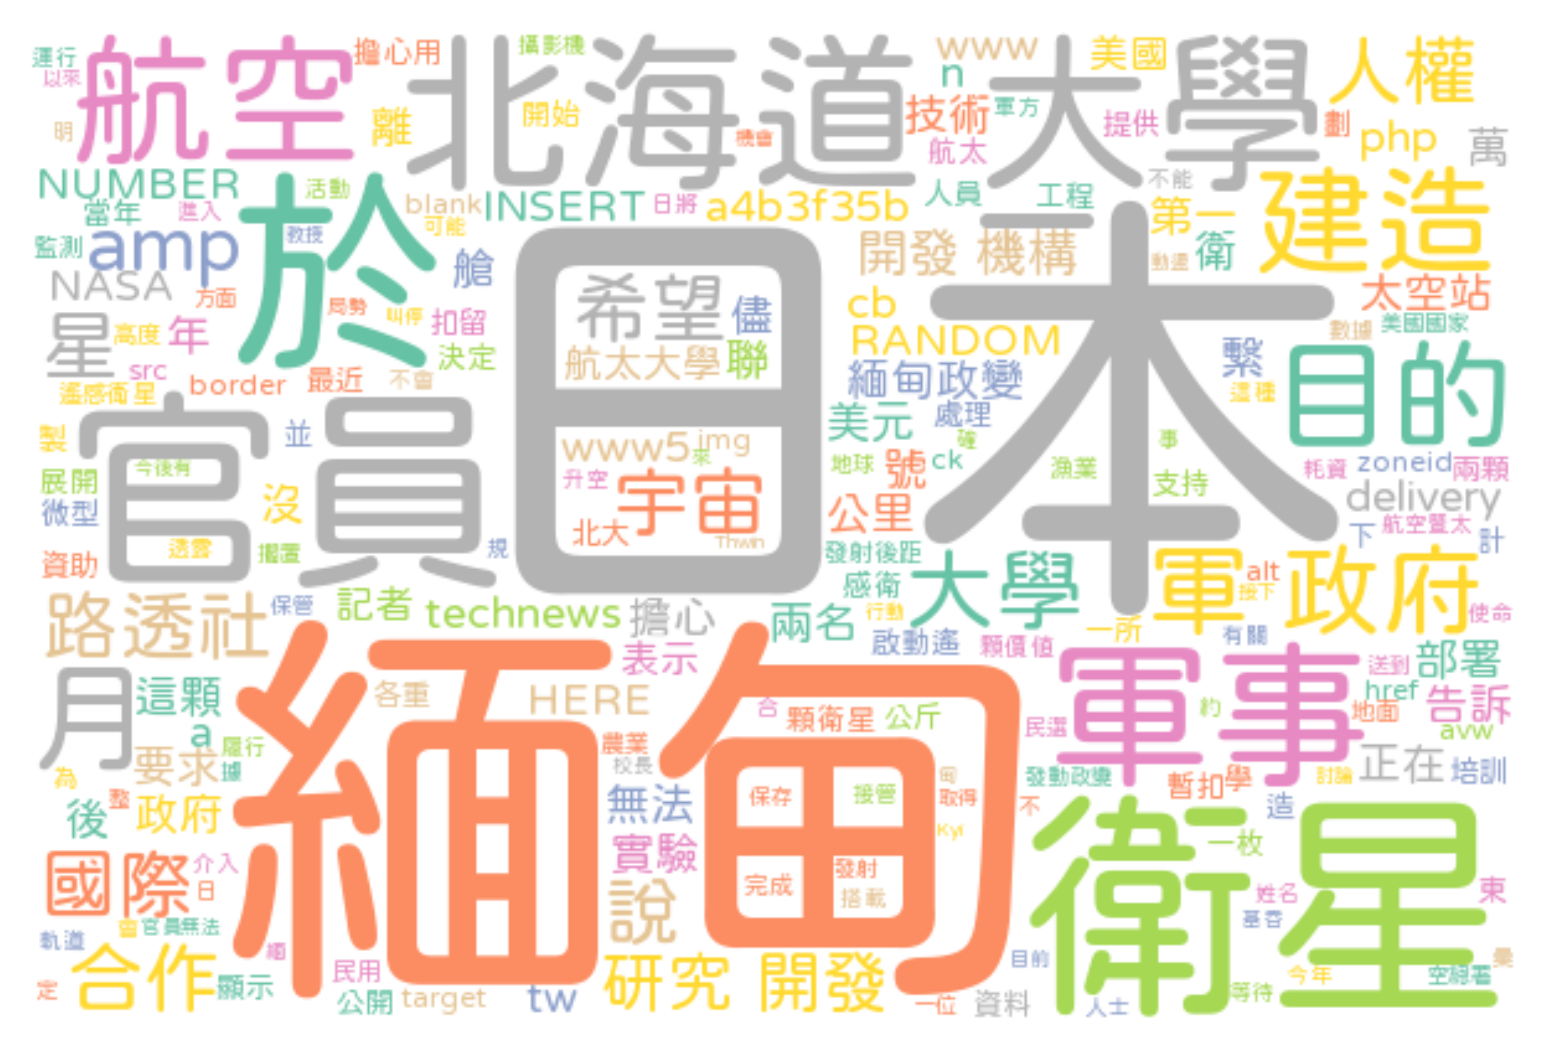 運行 航空 擔心用 北海道大學 攝影機 www 美國 人權
以來 n
明 離 開始 機會 技術 軍方 提供 劃 php 萬
航太
NUMBER 活動 blank INSERT 日將 a4b3f35b 人員 工程 不能 建造
當年 進入 於 可能 第一
監測 amp 教授 艙 日本 開發 機構 動盪 衛
NASA 方面 局勢 叫停 希望 儘 cb 太空站
星 高度 年 扣留 RANDOM 數據 美國國家
src 決定 航太大學 聯 緬甸政變 繫 目的
遙感衛星 border 最近 不會 這種
製 官員 並 美元 處理
今後有 www5 img 來 確 事
展開 升空 地球 號 ck 漁業 支持 耗資 zoneid 兩顆
微型 沒 宇宙 公里 delivery
透露 攔置 規 北大 Thwin 下 航空暨太 計
資助 發射後距 大學 軍政府 alt
路透社 保管 記者 technews 擔心 感衛 接下
兩名 行動 一所 使命
表示 啟動遙 顆價值 有關
月 這顆 緬甸 各重 HERE 軍事 送到 部署
a 合 顆衛星 公斤 約 href 告訴
履行 民選 地面 avw
為 要求 據 農業 校長 發動政變 暫扣學 討論 正在 培訓
後 整 政府 無法 保存 接管 甸 取得 不 造
國際 介入 實驗 Kyi 衛星 一枚
日 說 完成 發射 搭載 姓名 東
軌道 會 官員無法 基吞
緬 目前
定 合作 顯示 民用 研究 開發 等待 今年 空總署
公開 target tw 一位 資料 人士